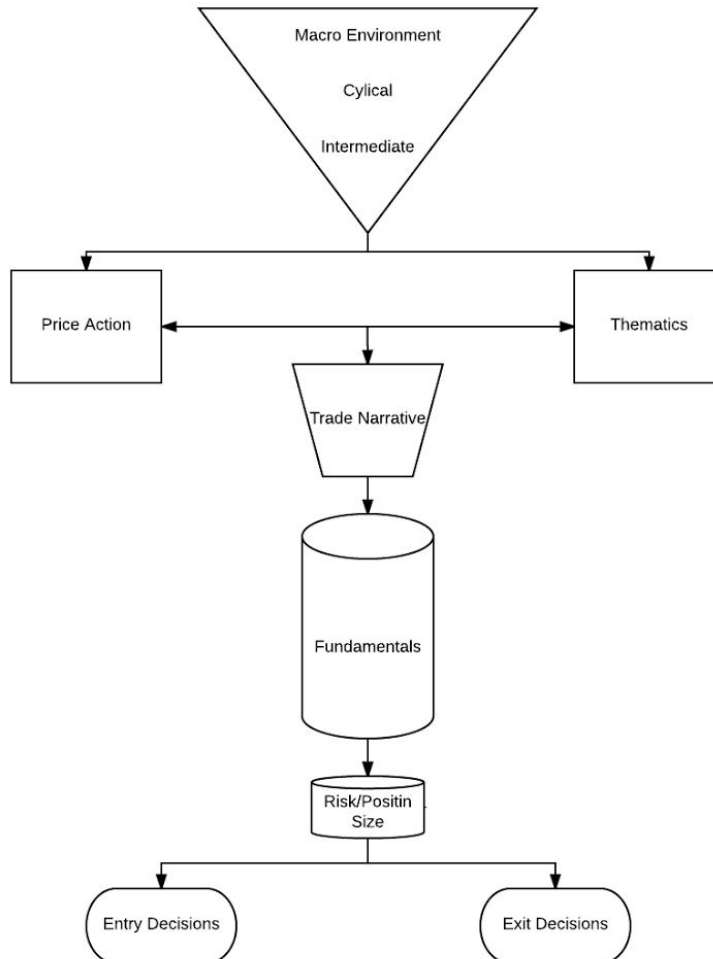 Macro Environment
Cylical
Intermediate
Price Action
Thematics
Trade Narrative
Fundamentals
Risk/Positin
Size
Entry Decisions
Exit Decisions